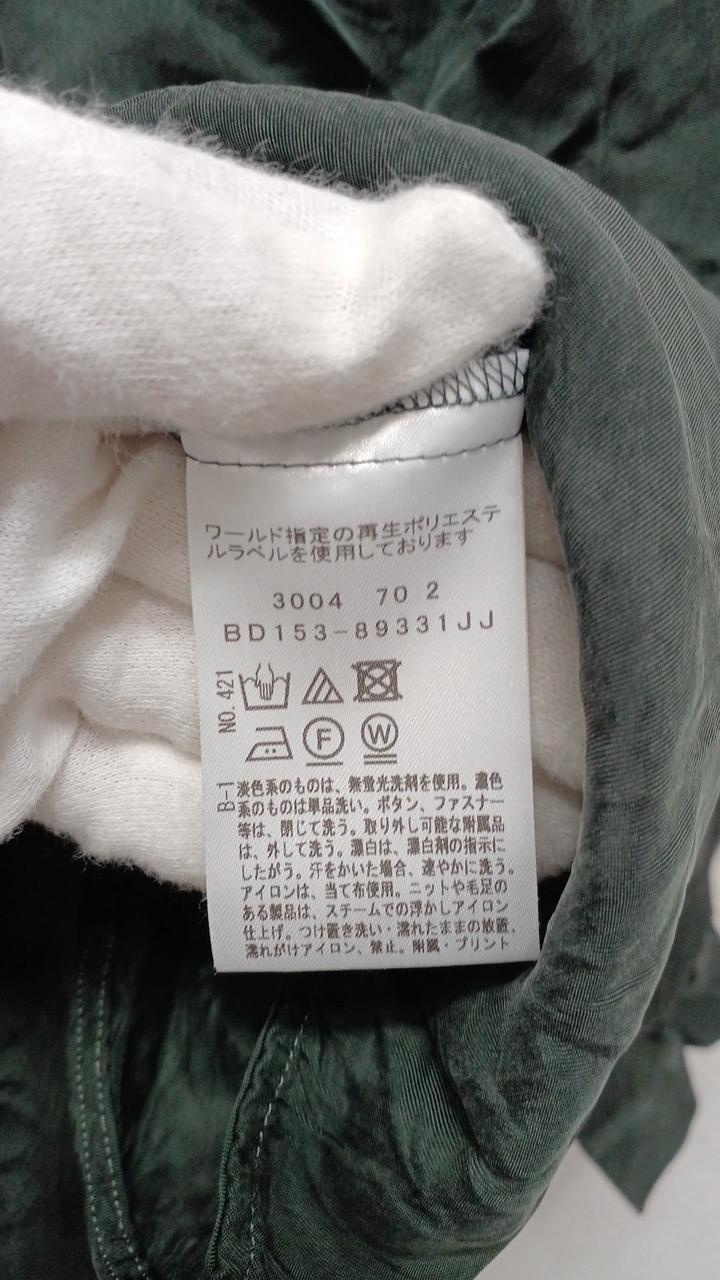 ワールド指定の再生ポリエステ
ルラベルを使用しております
3004 70 2
BD153-89331JJ
NO. 421
F W
B-1
淡色系のものは、無蛍光洗剤を使用。濃色
系のものは単品洗い。ボタン、ファスナー
等は、閉じて洗う。取り外し可能な附属品
は、外して洗う。漂白は、漂白剤の指示に
したがう。汗をかいた場合、速やかに洗う。
アイロンは、当て布使用。ニットや毛足の
ある製品は、スチームでの浮かしアイロン
仕上げ。つけ置き洗い・濡れたままの放置、
濡れがけアイロン、禁止。附属・プリント